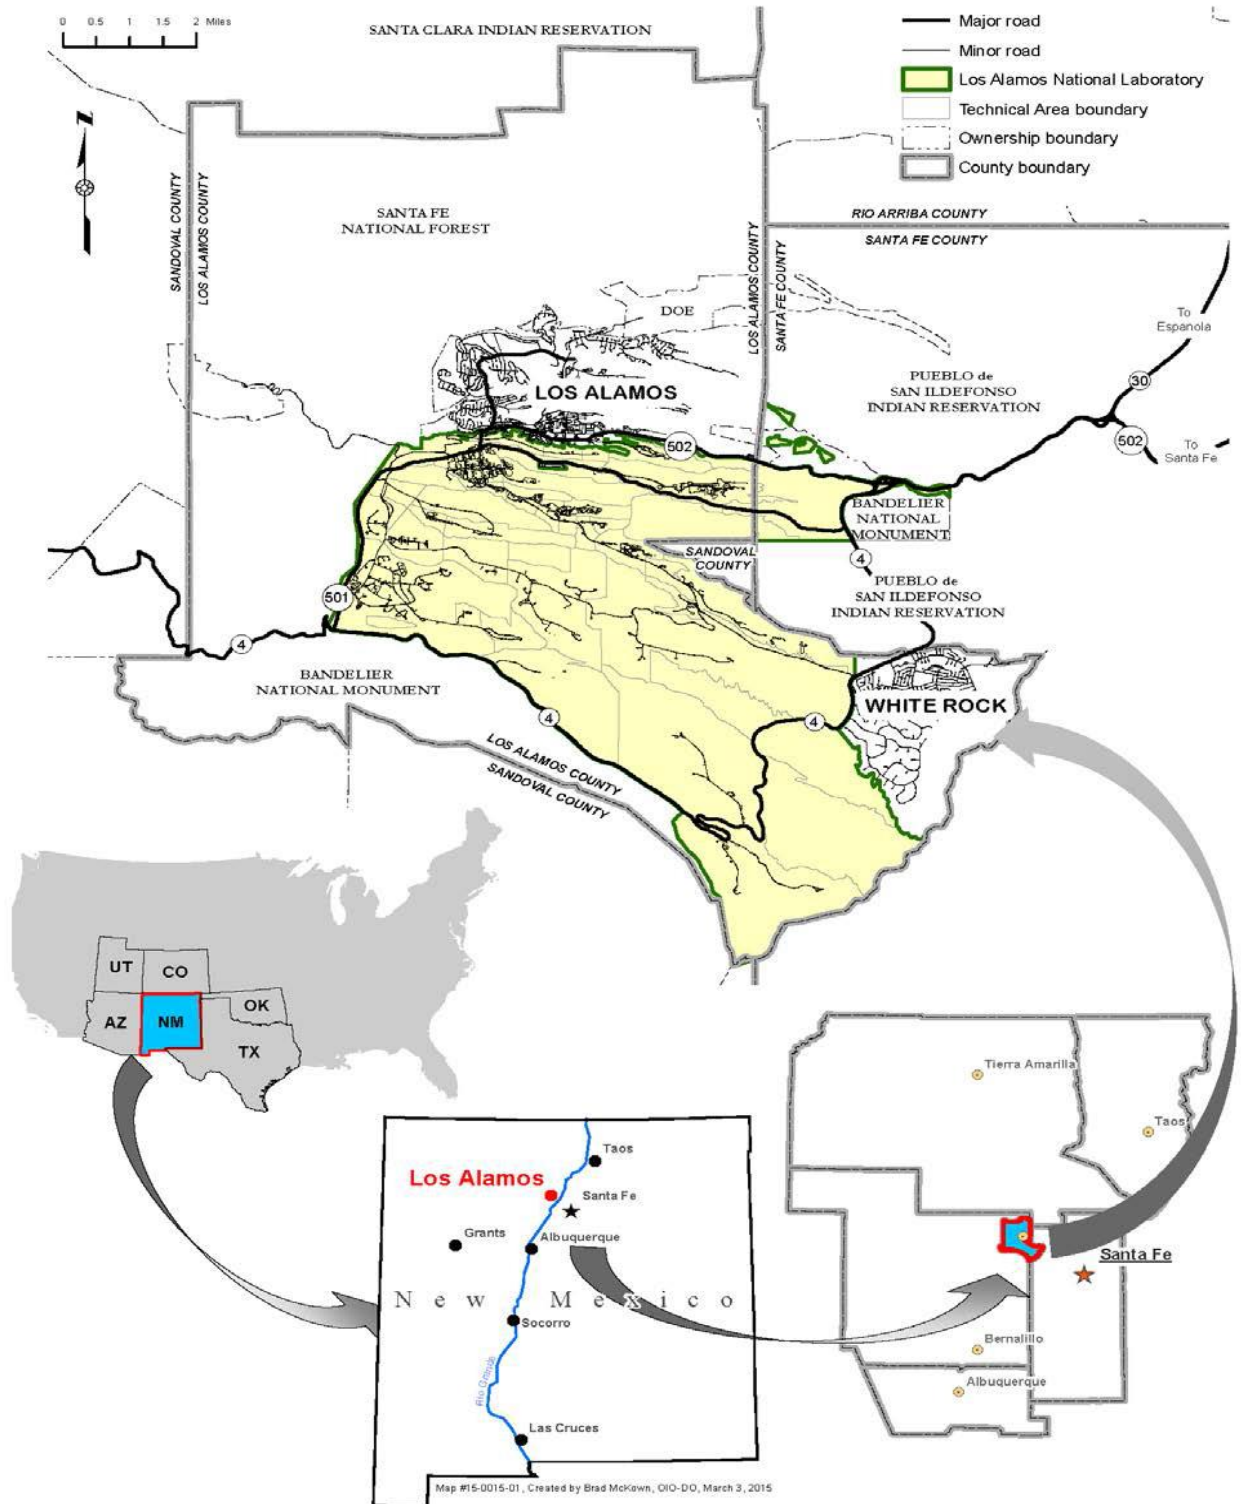 0 0.5 1 1.5 2 Miles
SANTA CLARA INDIAN RESERVATION
Major road
Minor road
Los Alamos National Laboratory
Technical Area boundary
Ownership boundary
County boundary
N
SANDOVAL COUNTY
LOS ALAMOS COUNTY
SANTA FE
NATIONAL FOREST
RIO ARRIBA COUNTY
SANTA FE COUNTY
LOS ALAMOS COUNTY
SANTA FE COUNTY
DOE
To
Espanola
LOS ALAMOS
PUEBLO de
SAN ILDEFONSO
INDIAN RESERVATION
30
502
502
To
Santa Fe
BANDELIER
NATIONAL
MONUMENT
SANDOVAL
COUNTY
4
PUEBLO de
SAN ILDEFONSO
INDIAN RESERVATION
501
4
BANDELIER
NATIONAL MONUMENT
WHITE ROCK
4
4
LOS ALAMOS COUNTY
SANDOVAL COUNTY
UT
CO
AZ
NM
OK
TX
Tierra Amarilla
Taos
Santa Fe
Bernalillo
Albuquerque
Taos
Los Alamos
Santa Fe
Grants
Albuquerque
New Mexico
Socorro
Rio Grande
Las Cruces
Map #15-0015-01, Created by Brad McKown, OIO-DO, March 3, 2015